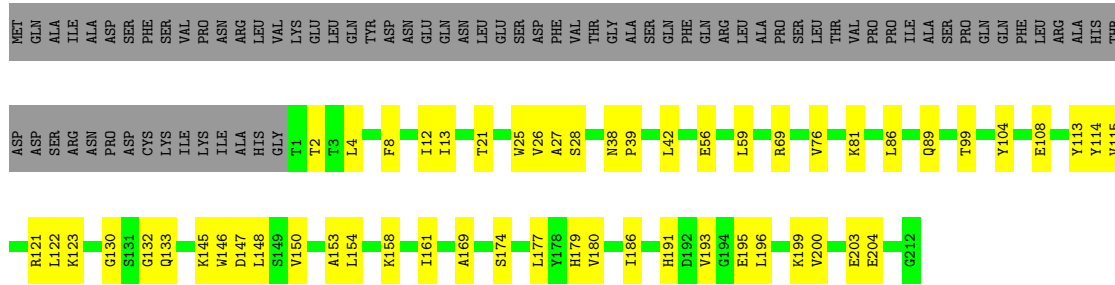 MET GLN ALA ILE ALA ASP SER PHE SER VAL PRO ASN ARG LEU VAL LYS GLU LEU GLN TYR ASP ASN GLU GLN ASN LEU GLU SER ASP PHE VAL THR GLY ALA SER GLN PHE GLN ARG LEU ALA PRO SER LEU THR VAL PRO PRO ILE ALA SER PRO GLN GLN PHE LEU ARG ALA HIS THR
ASP ASP SER ARG ASN PRO ASP CYS LYS ILE LYS ILE ALA HIS GLY T1 T2 T3 L4 F8 I12 I13 T21 W25 V26 A27 S28 N38 P39 L42 E56 L59 R69 V76 K81 L86 Q89 T99 Y104 E108 Y113 Y114 V115
R121 L122 K123 G130 S131 G132 Q133 K145 W146 D147 L148 S149 V150 A153 L154 K158 I161 A169 S174 L177 Y178 H179 V180 I186 H191 D192 V193 G194 E195 L196 K199 V200 E203 E204 G212